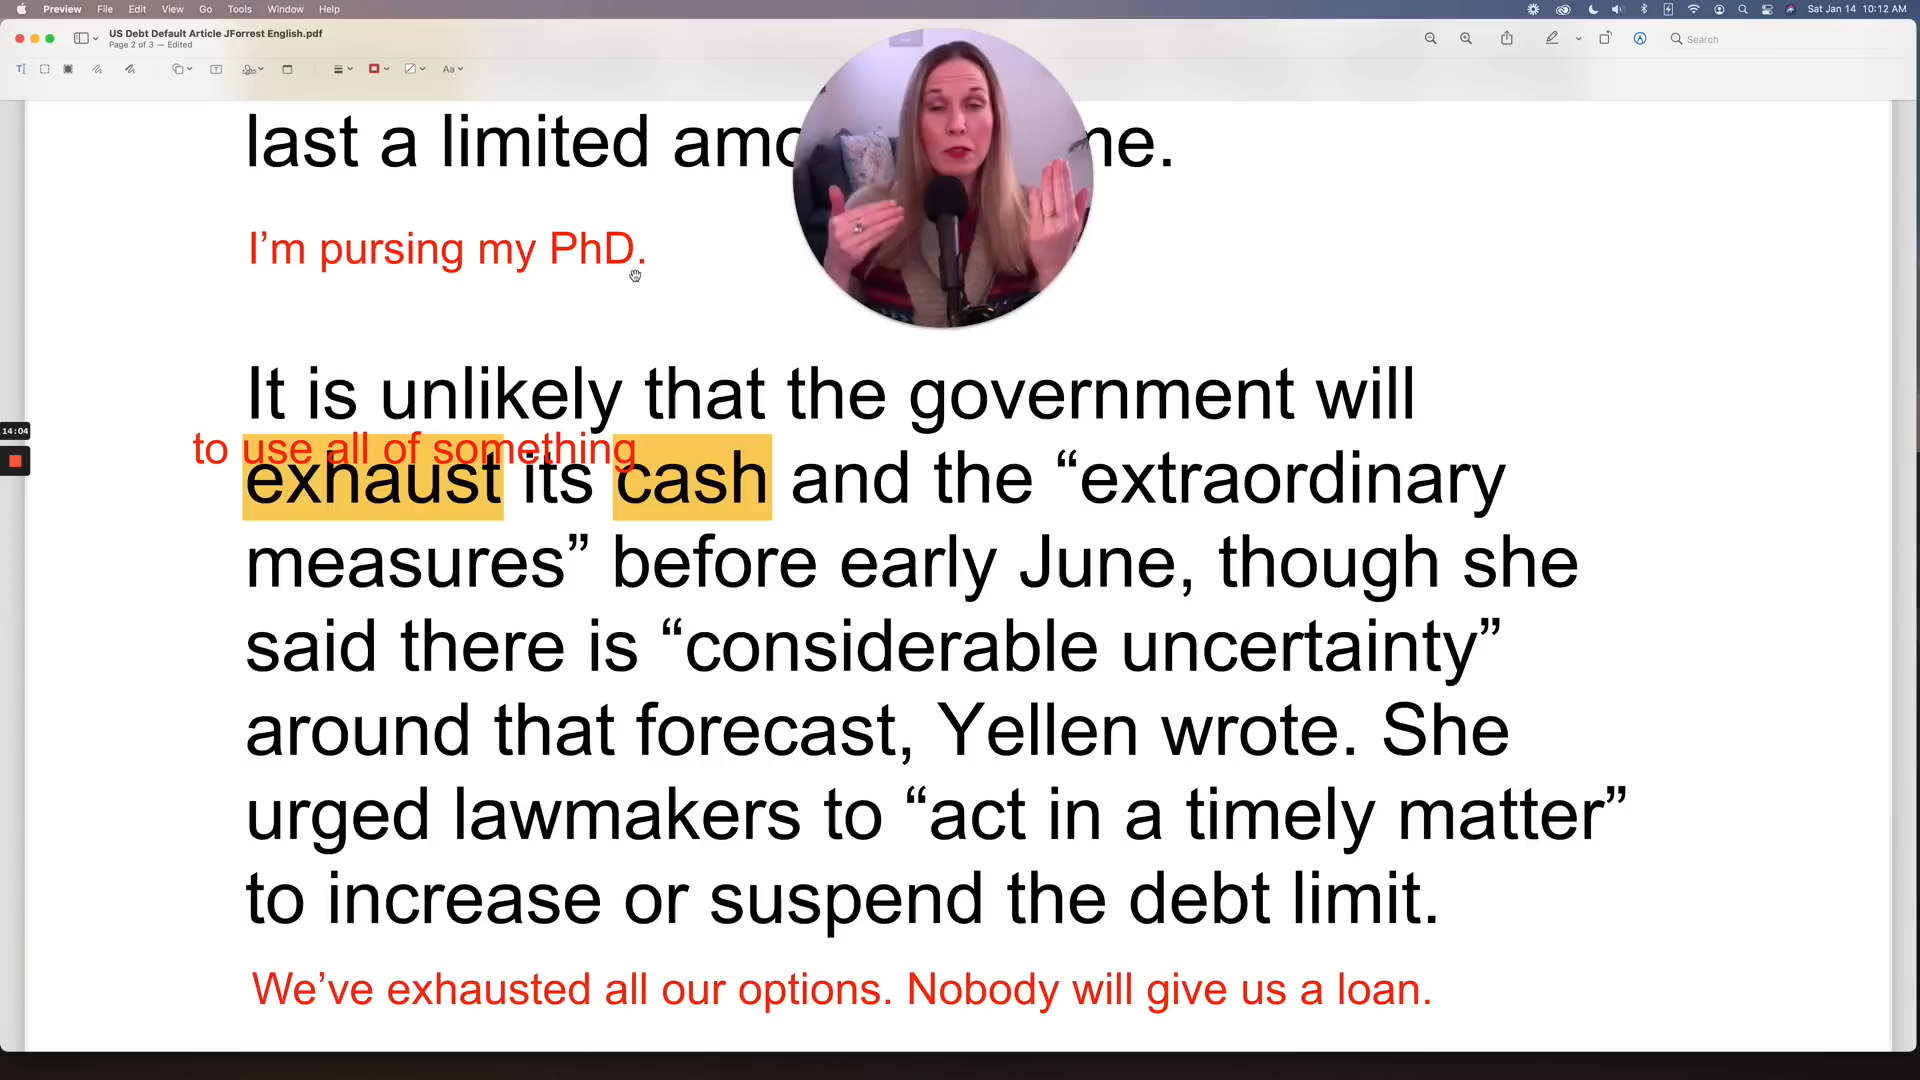 Preview File Edit View Go Tools Window Help Sat Jan 14 10:12 AM
US Debt Default Article JForrest English.pdf
Page 2 of 3 — Edited
Search
Aa
last a limited amo me.
I’m pursing my PhD.
It is unlikely that the government will
to use all of something
exhaust its cash and the “extraordinary
measures” before early June, though she
said there is “considerable uncertainty”
around that forecast, Yellen wrote. She
urged lawmakers to “act in a timely matter”
to increase or suspend the debt limit.
We’ve exhausted all our options. Nobody will give us a loan.
14:04